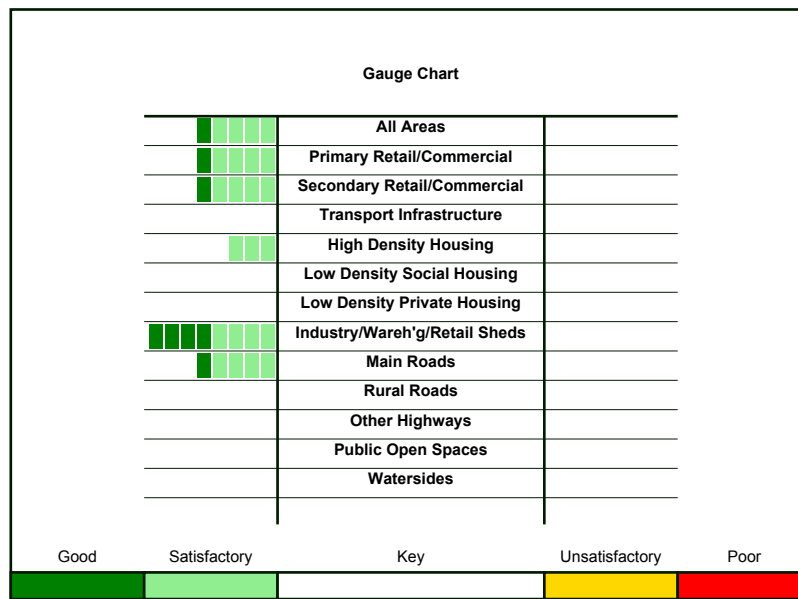 Gauge Chart
All Areas
Primary Retail/Commercial
Secondary Retail/Commercial
Transport Infrastructure
High Density Housing
Low Density Social Housing
Low Density Private Housing
Industry/Wareh'g/Retail Sheds
Main Roads
Rural Roads
Other Highways
Public Open Spaces
Watersides
Good Satisfactory Key Unsatisfactory Poor